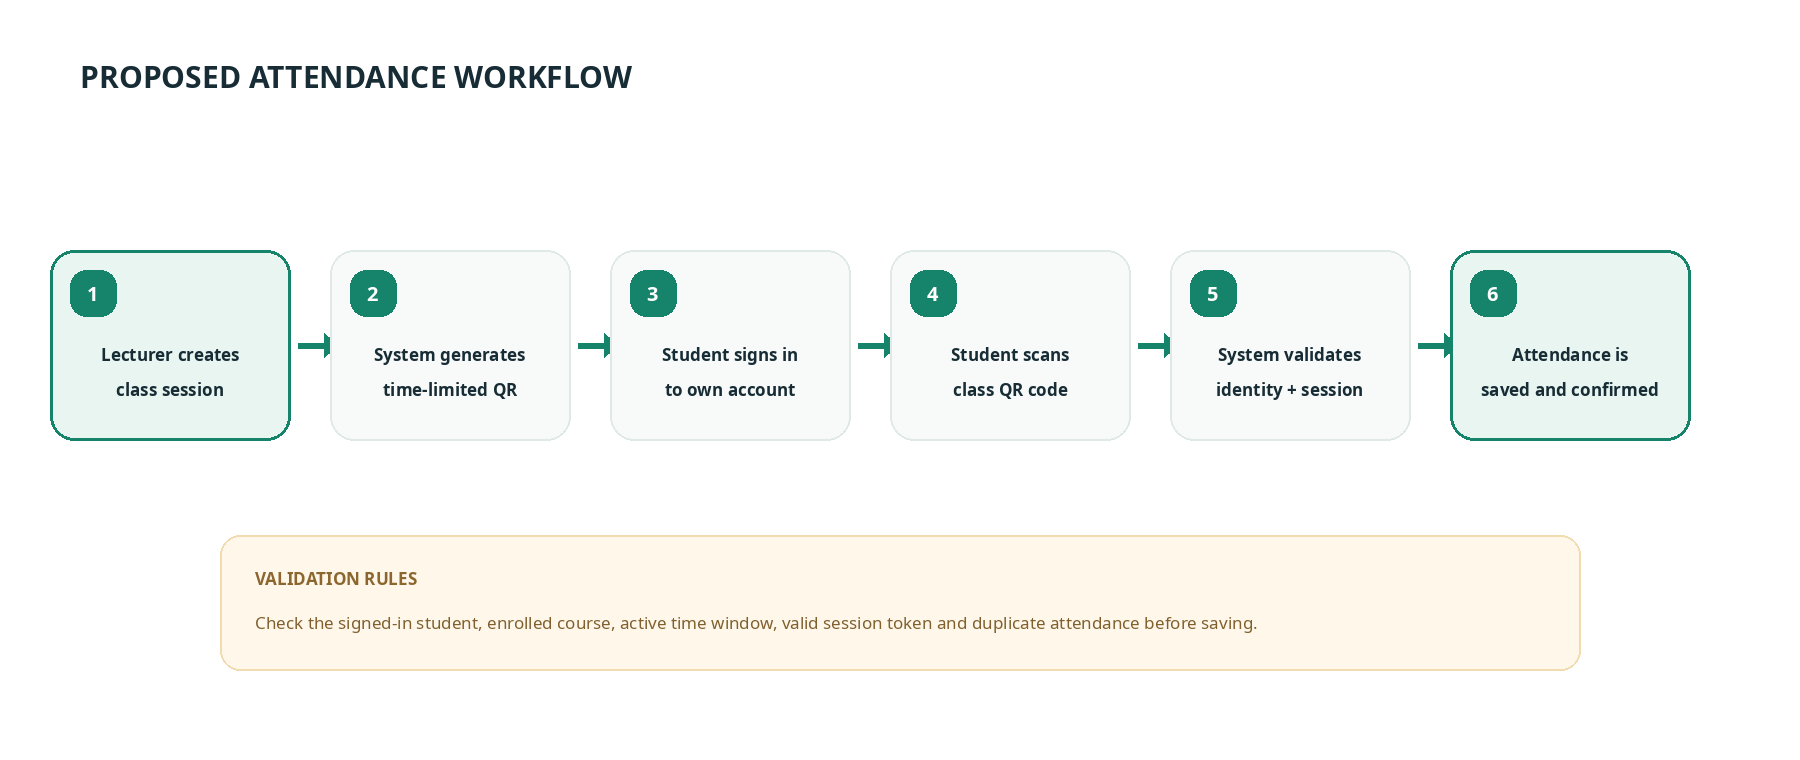 PROPOSED ATTENDANCE WORKFLOW
1
Lecturer creates
class session
2
System generates
time-limited QR
3
Student signs in
to own account
4
Student scans
class QR code
5
System validates
identity + session
6
Attendance is
saved and confirmed
VALIDATION RULES
Check the signed-in student, enrolled course, active time window, valid session token and duplicate attendance before saving.